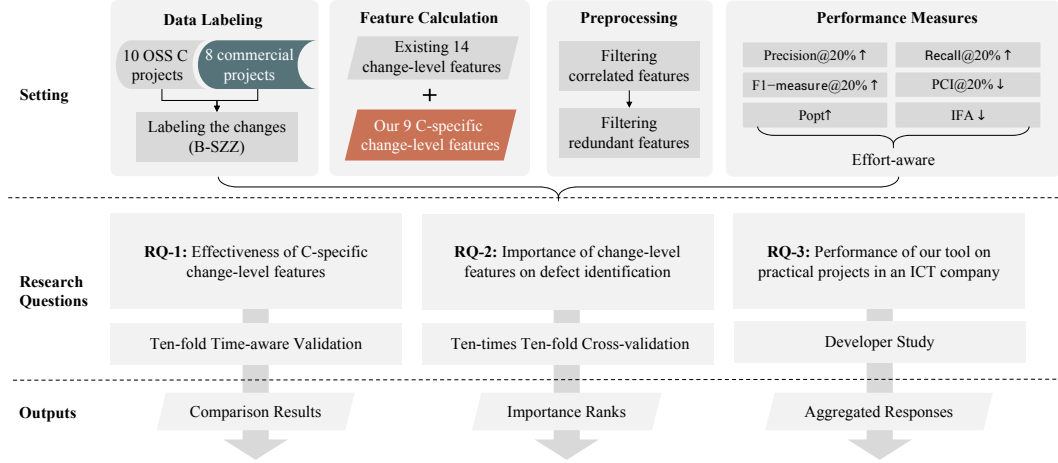 Data Labeling
Feature Calculation
Preprocessing
Performance Measures
Setting
10 OSS C
projects
8 commercial
projects
Labeling the changes
(B-SZZ)
Existing 14
change-level features
+
Our 9 C-specific
change-level features
Filtering
correlated features
Filtering
redundant features
Precision@20%↑
Recall@20%↑
F1−measure@20%↑
PCI@20%↓
Popt↑
IFA↓
Effort-aware
Research
Questions
RQ-1: Effectiveness of C-specific
change-level features
RQ-2: Importance of change-level
features on defect identification
RQ-3: Performance of our tool on
practical projects in an ICT company
Ten-fold Time-aware Validation
Ten-times Ten-fold Cross-validation
Developer Study
Outputs
Comparison Results
Importance Ranks
Aggregated Responses